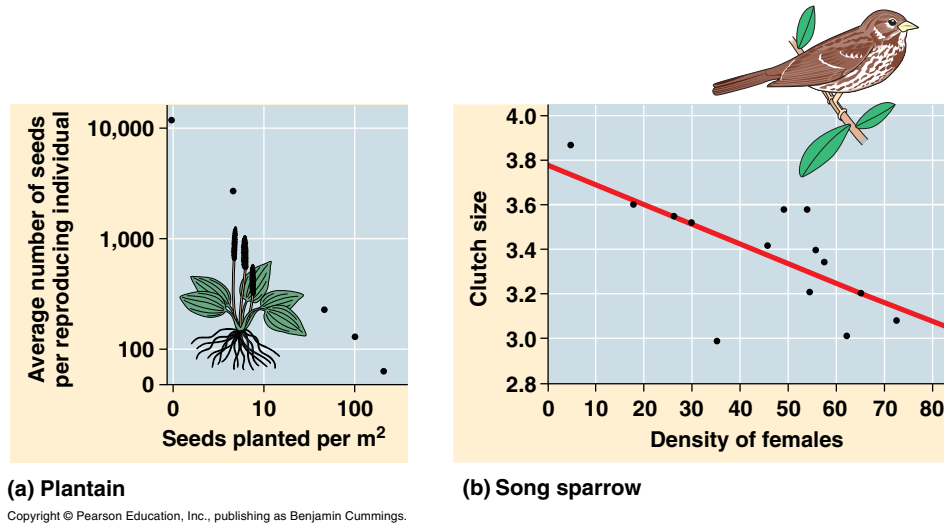 Average number of seeds
per reproducing individual
10,000
1,000
100
0
0 10 100
Seeds planted per m²
(a) Plantain
Copyright © Pearson Education, Inc., publishing as Benjamin Cummings.
Clutch size
4.0
3.8
3.6
3.4
3.2
3.0
2.8
0 10 20 30 40 50 60 70 80
Density of females
(b) Song sparrow